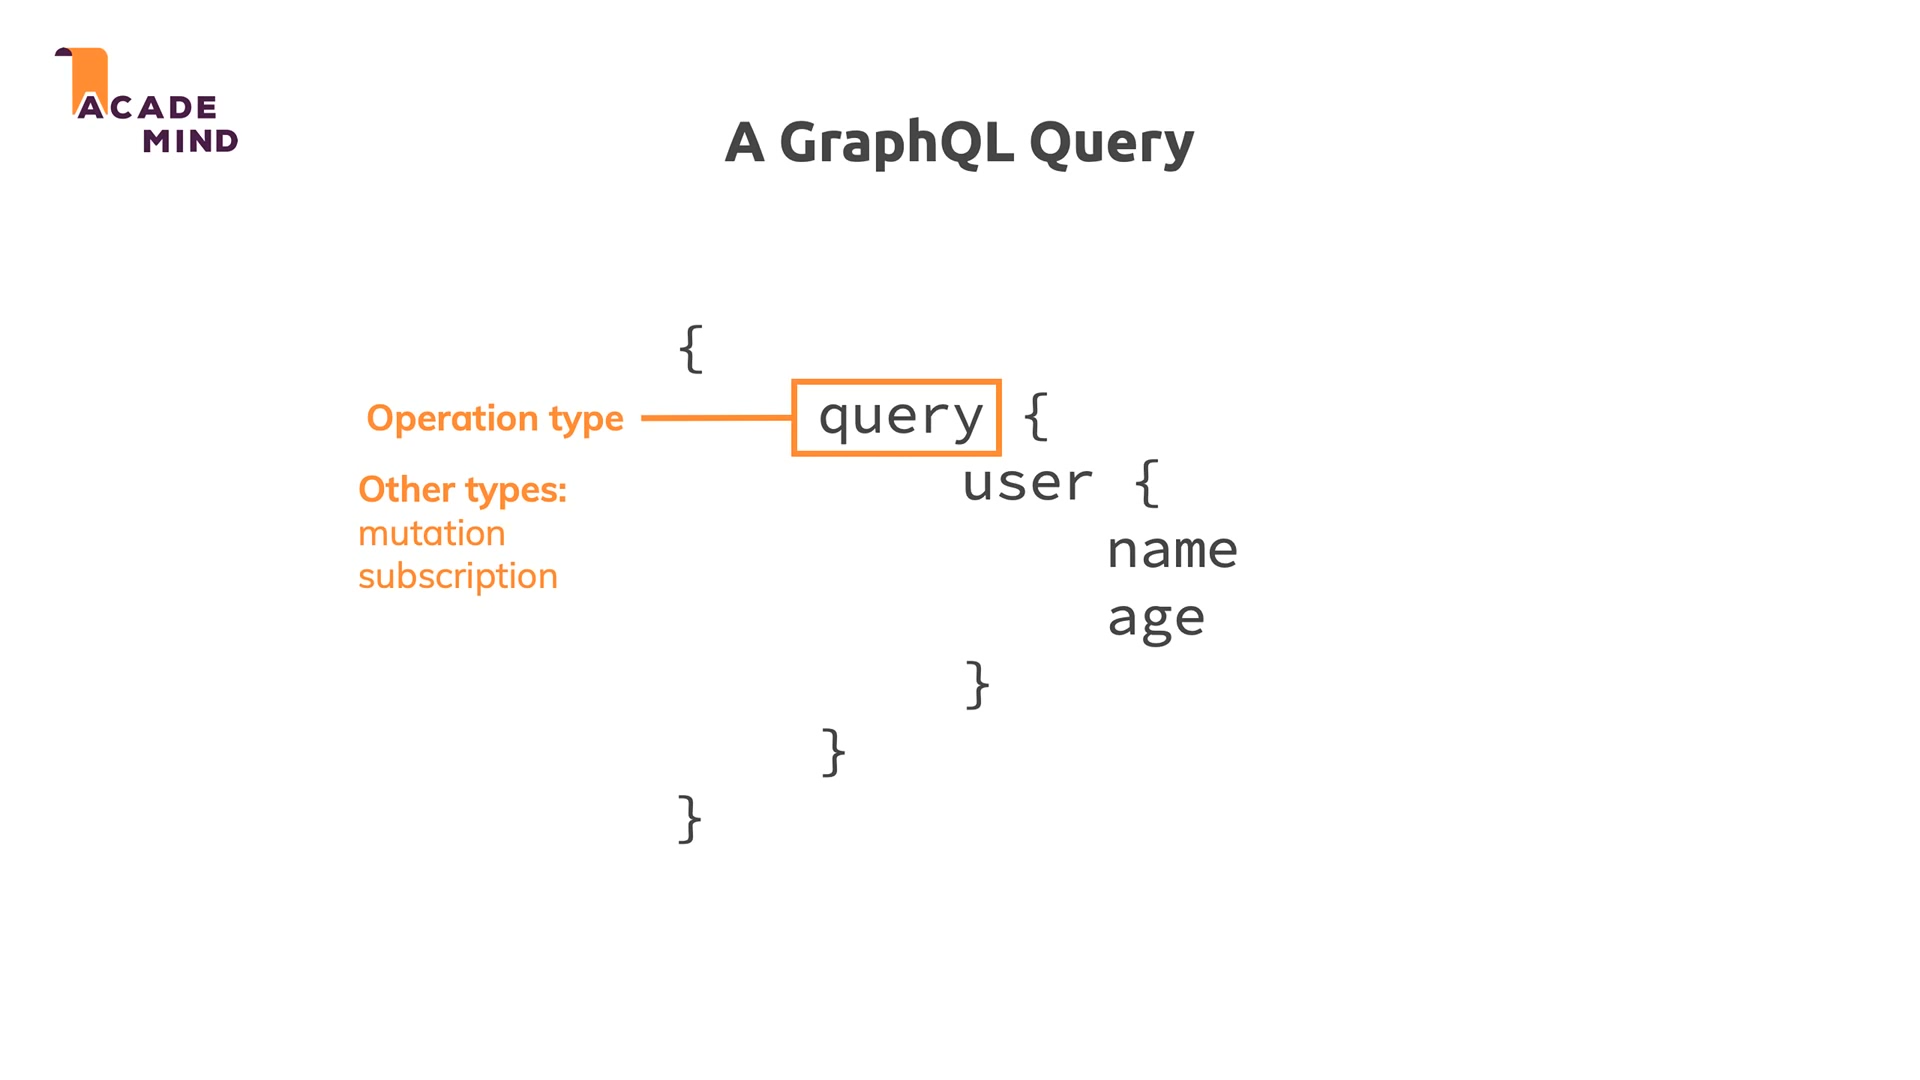 ACADE
MIND
A GraphQL Query
{
Operation type
query {
Other types:
mutation
subscription
user {
name
age
}
}
}